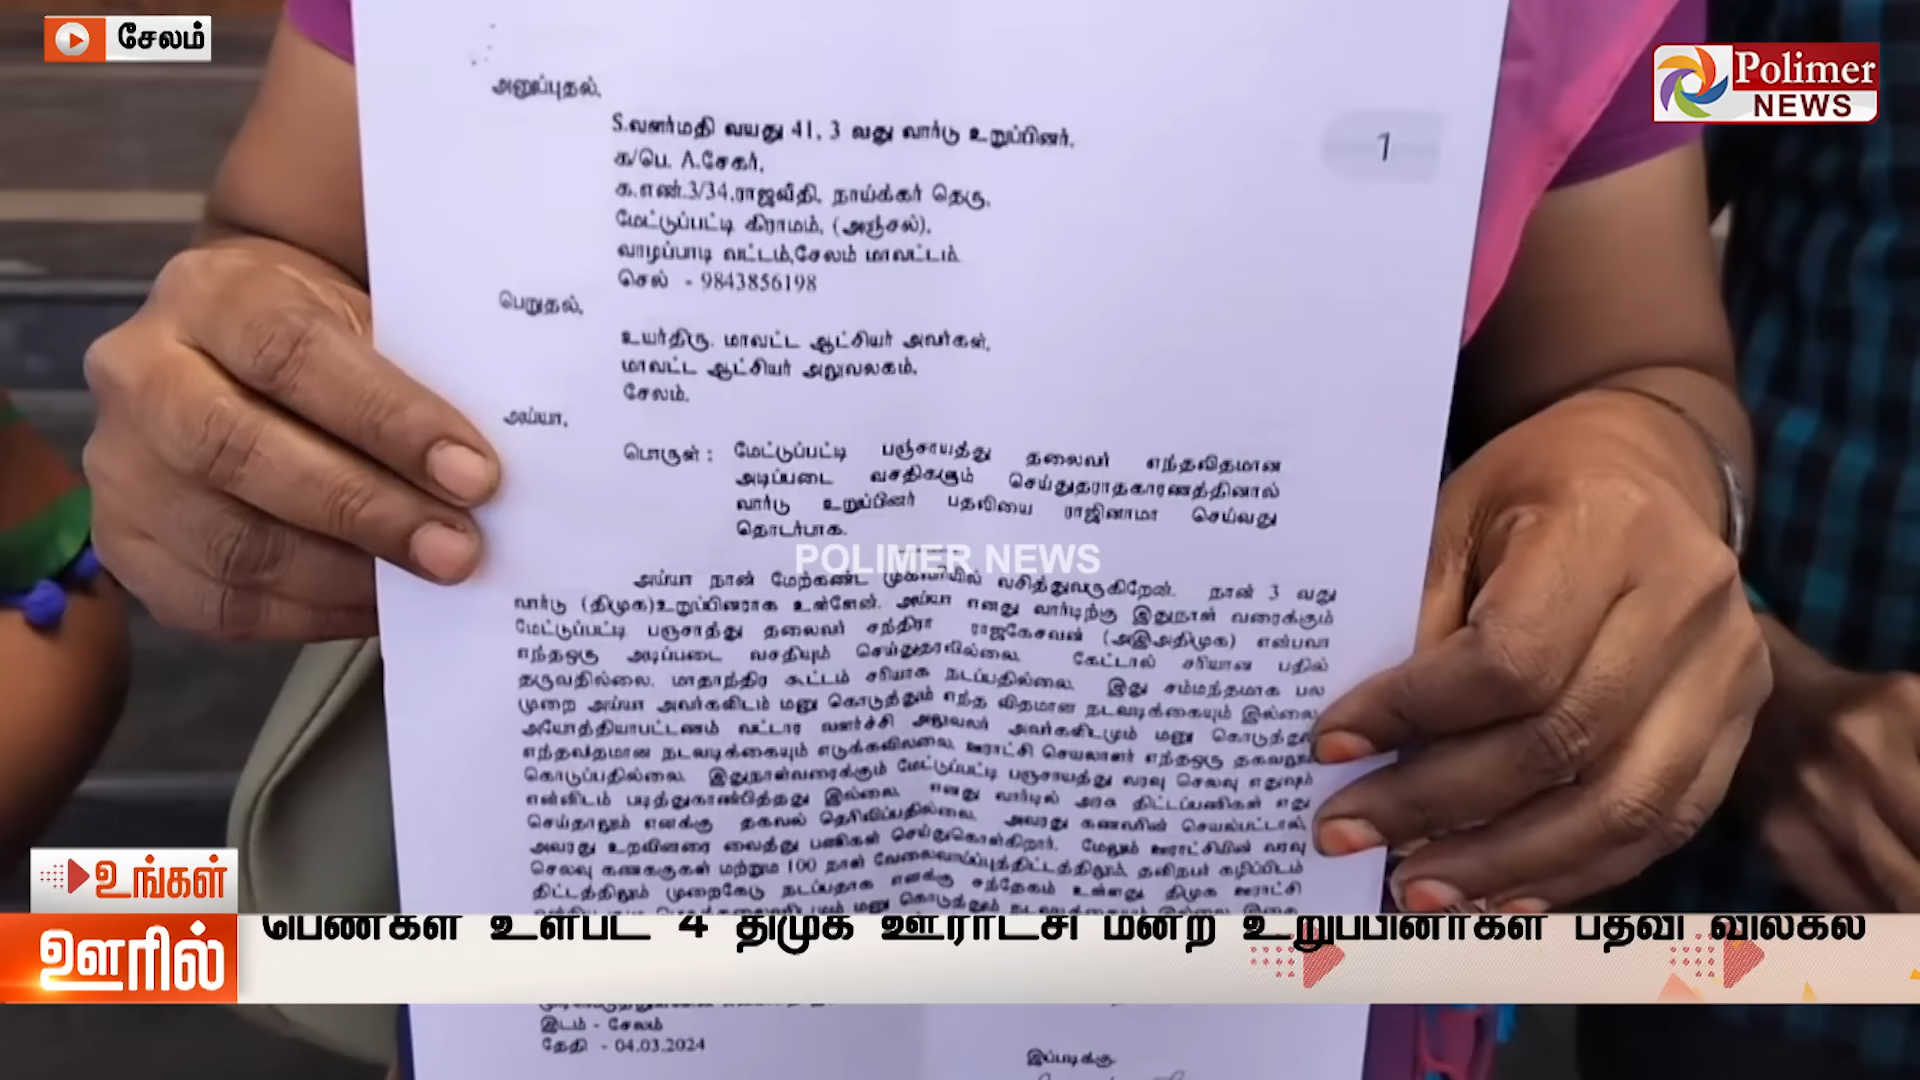 சேலம்
Polimer
NEWS
அனுப்புதல்,
S.வளர்மதி வயது 41, 3 வது வார்டு உறுப்பினர்,
க/பெ. A.சேகர்,
க.எண்.3/34,ராஜவீதி, நாய்க்கர் தெரு,
மேட்டுப்பட்டி கிராமம், (அஞ்சல்),
வாழப்பாடி வட்டம்,சேலம் மாவட்டம்
செல் - 9843856198
1
பெறுதல்,
உயர்திரு. மாவட்ட ஆட்சியர் அவர்கள்,
மாவட்ட ஆட்சியர் அறுவலகம்,
சேலம்.
அய்யா,
பொருள் : மேட்டுப்பட்டி பஞ்சாயத்து தலைவர் எந்தவிதமான
அடிப்படை வசதிகளும் செய்துதராதகாரணத்தினால்
வார்டு உறுப்பினர் பதவியை ராஜினாமா செய்வது
தொடர்பாக.
POLIMER NEWS
அய்யா நான் மேற்கண்ட முகவரியில் வசித்துவருகிறேன். நான் 3 வது
வார்டு (திமுக)உறுப்பினராக உள்ளேன். அய்யா எனது வார்டிற்கு இதுநாள் வரைக்கும்
மேட்டுப்பட்டி பஞ்சாத்து தலைவர் சந்திரா ராஜகேசவன் (அஇஅதிமுக) என்பவர்
எந்தஒரு அடிப்படை வசதியும் செய்துதரவில்லை. கேட்டால் சரியான பதில்
தருவதில்லை. மாதாந்திர கூட்டம் சரியாக நடப்பதில்லை. இது சம்மந்தமாக பல
முறை அய்யா அவர்களிடம் மனு கொடுத்தும் எந்த விதமான நடவடிக்கையும் இல்லை
அயோத்தியாபட்டணம் வட்டார வளர்ச்சி அலுவலர் அவர்களிடமும் மனு கொடுத்தும்
எந்தவிதமான நடவடிக்கையும் எடுக்கவில்லை. ஊராட்சி செயலாளர் எந்தஒரு தகவலும்
கொடுப்பதில்லை. இதுநாள்வரைக்கும் மேட்டுப்பட்டி பஞ்சாயத்து வரவு செலவு எதுவும்
என்னிடம் படித்துகாண்பித்தது இல்லை. எனது வார்டில் அரசு திட்டப்பணிகள் எது
செய்தாலும் எனக்கு தகவல் தெரிவிப்பதில்லை. அவரது கணவரின் செயல்பட்டால்,
அவரது உறவினரை வைத்து பணிகள் செய்துகொள்கிறார். மேலும் ஊராட்சியின் வரவு
செலவு கணக்குகள் மற்றும் 100 நாள் வேலைவாய்ப்புத்திட்டத்திலும், தனிநபர் கழிப்பிடம்
திட்டத்திலும் முறைகேடு நடப்பதாக எனக்கு சந்தேகம் உள்ளது திமுக ஊராட்சி
மனு கொடுத்தும்
உங்கள்
ஊரில்
பெண்கள் உள்பட 4 திமுக ஊராட்சி மன்ற உறுப்பினர்கள் பதவி விலகல்
இடம் - சேலம்
தேதி - 04.03.2024
இப்படிக்கு,